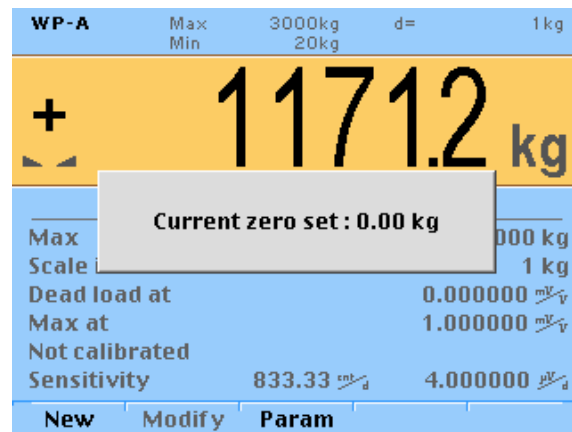 WP-A Max 3000kg d= 1kg
Min 20kg
+ 1171.2 kg
Current zero set : 0.00 kg
Max 000 kg
Scale 1 kg
Dead load at 0.000000 mV/V
Max at 1.000000 mV/V
Not calibrated
Sensitivity 833.33 cnt/d 4.000000 µV/d
New Modify Param